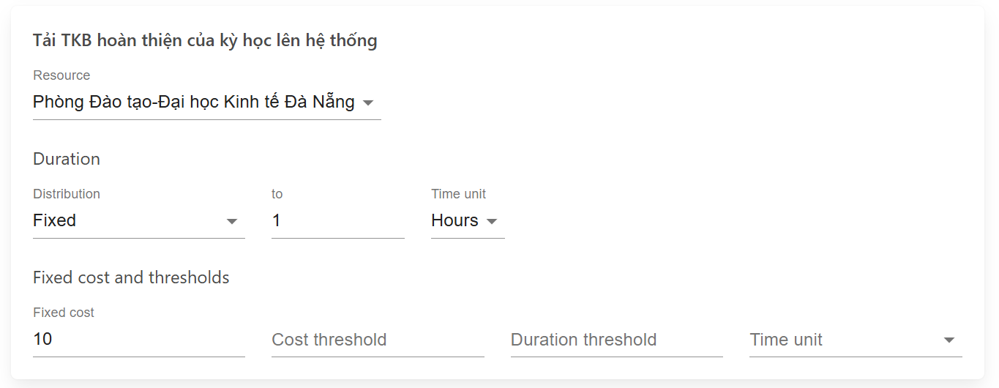 Tải TKB hoàn thiện của kỳ học lên hệ thống
Resource
Phòng Đào tạo-Đại học Kinh tế Đà Nẵng
Duration
Distribution to Time unit
Fixed 1 Hours
Fixed cost and thresholds
Fixed cost
10 Cost threshold Duration threshold Time unit